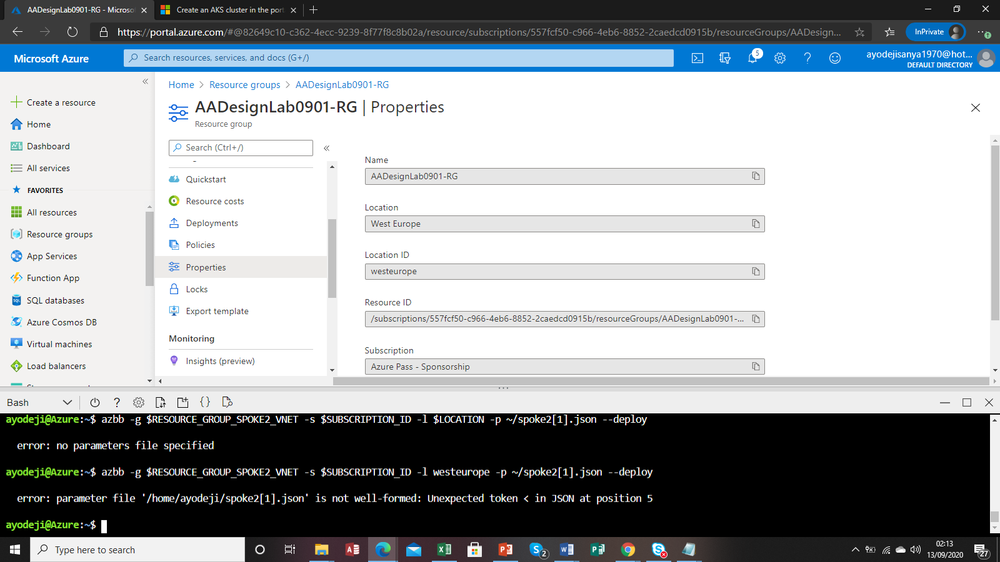 AADesignLab0901-RG - Microsof
Create an AKS cluster in the port
https://portal.azure.com/#@82649c10-c362-4ecc-9239-8f77f8c8b02a/resource/subscriptions/557fcf50-c966-4eb6-8852-2caedcd0915b/resourceGroups/AADesign...
InPrivate
Microsoft Azure
Search resources, services, and docs (G+/)
5
ayodejisanya1970@hot...
DEFAULT DIRECTORY
Create a resource
Home
Dashboard
All services
FAVORITES
All resources
Resource groups
App Services
Function App
SQL databases
Azure Cosmos DB
Virtual machines
Load balancers
Home > Resource groups > AADesignLab0901-RG
AADesignLab0901-RG | Properties
Resource group
Search (Ctrl+/)
Quickstart
Resource costs
Deployments
Policies
Properties
Locks
Export template
Monitoring
Insights (preview)
Name
AADesignLab0901-RG
Location
West Europe
Location ID
westeurope
Resource ID
/subscriptions/557fcf50-c966-4eb6-8852-2caedcd0915b/resourceGroups/AADesignLab0901-...
Subscription
Azure Pass - Sponsorship
Bash
ayodeji@Azure:~$ azbb -g $RESOURCE_GROUP_SPOKE2_VNET -s $SUBSCRIPTION_ID -l $LOCATION -p ~/spoke2[1].json --deploy
error: no parameters file specified
ayodeji@Azure:~$ azbb -g $RESOURCE_GROUP_SPOKE2_VNET -s $SUBSCRIPTION_ID -l westeurope -p ~/spoke2[1].json --deploy
error: parameter file '/home/ayodeji/spoke2[1].json' is not well-formed: Unexpected token < in JSON at position 5
ayodeji@Azure:~$
Type here to search
2
02:13
13/09/2020
27